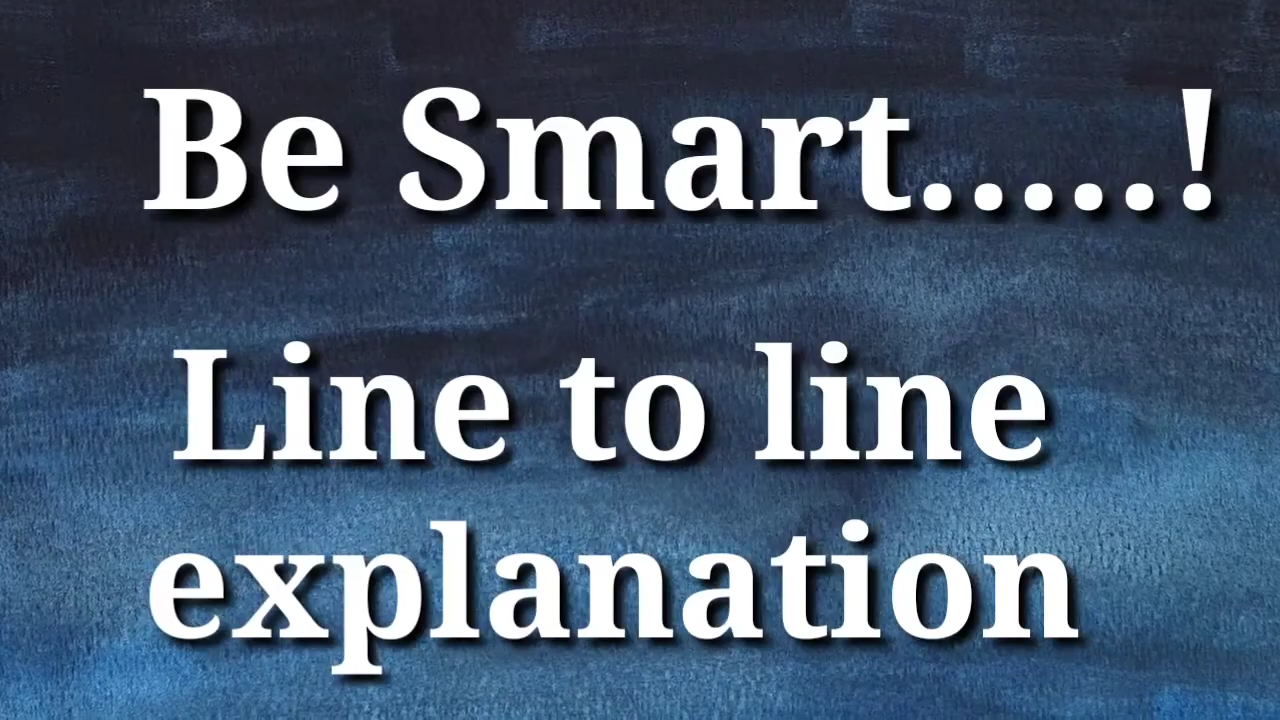 Be Smart.....!
Line to line
explanation